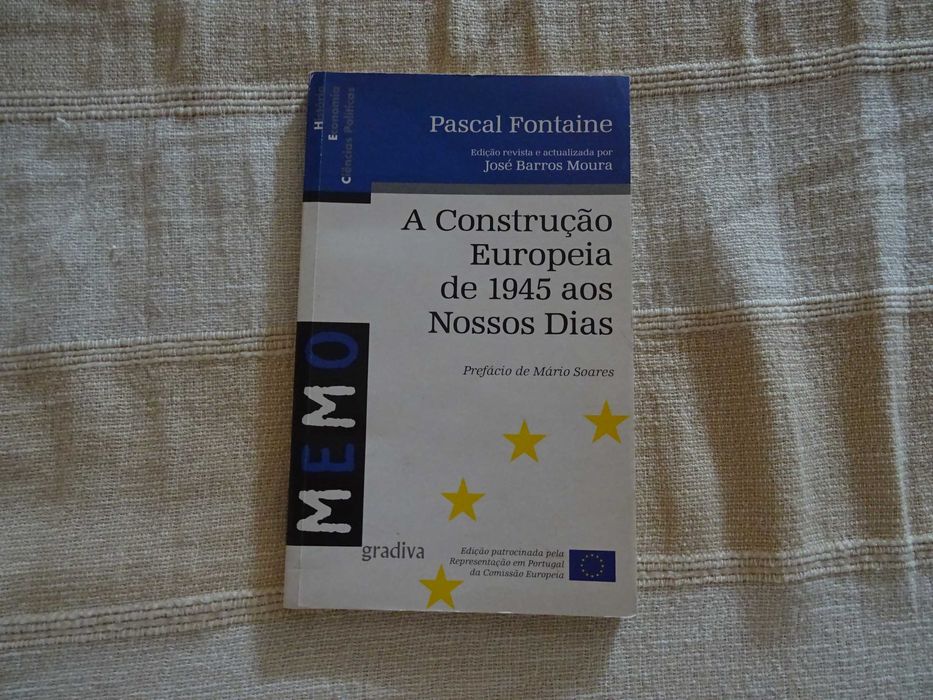 História
Economia
Ciências Políticas
Pascal Fontaine
Edição revista e actualizada por
José Barros Moura
A Construção
Europeia
de 1945 aos
Nossos Dias
Prefácio de Mário Soares
MEMO
gradiva
Edição patrocinada pela
Representação em Portugal
da Comissão Europeia